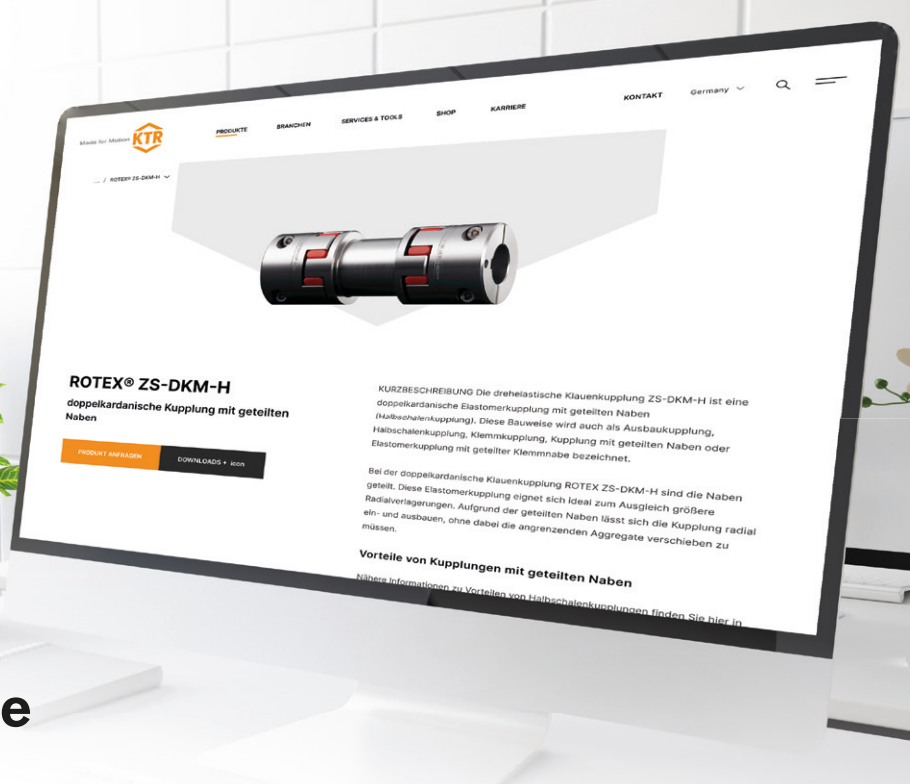 Made for Motion KTR
PRODUKTE
BRANCHEN
SERVICES & TOOLS
SHOP
KARRIERE
KONTAKT
Germany
... / ROTEX® ZS-DKM-H
ROTEX® ZS-DKM-H
doppelkardanische Kupplung mit geteilten
Naben
PRODUKT ANFRAGEN
DOWNLOADS + icon
KURZBESCHREIBUNG Die drehelastische Klauenkupplung ZS-DKM-H ist eine
doppelkardanische Elastomerkupplung mit geteilten Naben
(Halbschalenkupplung). Diese Bauweise wird auch als Ausbaukupplung,
Halbschalenkupplung, Klemmkupplung, Kupplung mit geteilten Naben oder
Elastomerkupplung mit geteilter Klemmnabe bezeichnet.
Bei der doppelkardanische Klauenkupplung ROTEX ZS-DKM-H sind die Naben
geteilt. Diese Elastomerkupplung eignet sich ideal zum Ausgleich größere
Radialverlagerungen. Aufgrund der geteilten Naben lässt sich die Kupplung radial
ein- und ausbauen, ohne dabei die angrenzenden Aggregate verschieben zu
müssen.
Vorteile von Kupplungen mit geteilten Naben
Nähere Informationen zu Vorteilen von Halbschalenkupplungen finden Sie hier in
e